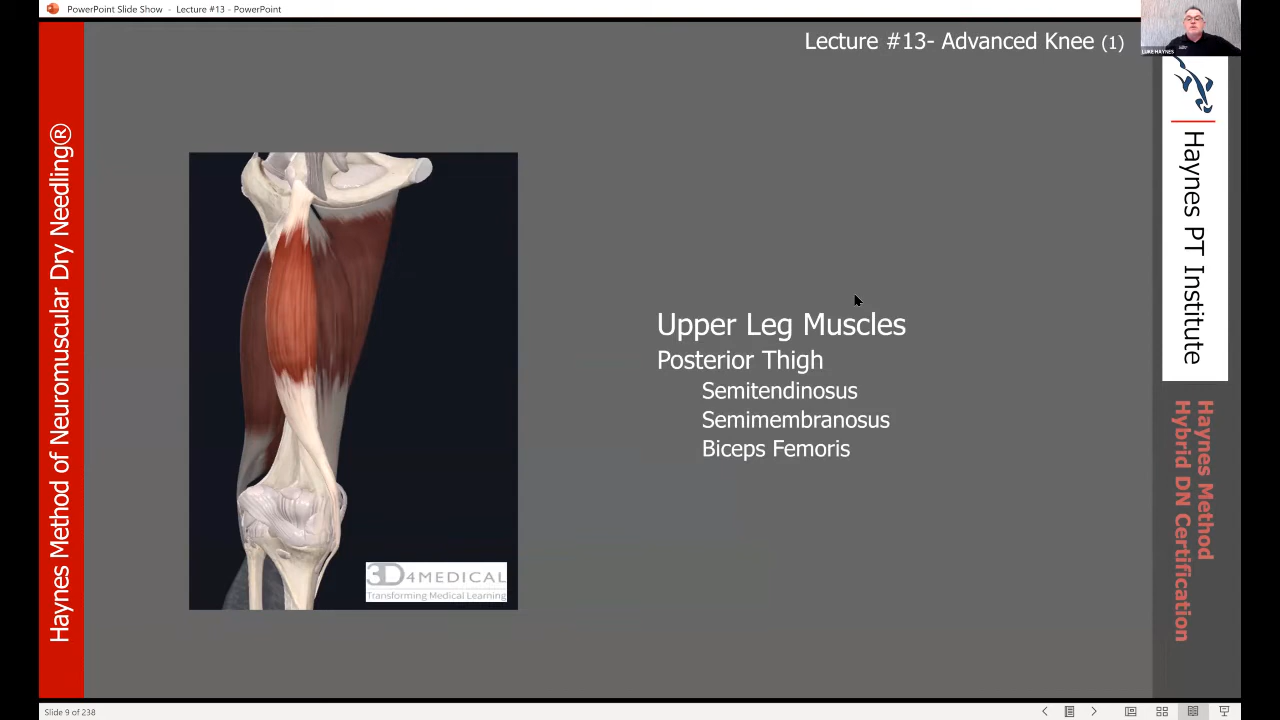 PowerPoint Slide Show - Lecture #13 - PowerPoint
Lecture #13- Advanced Knee (1)
LUKE HAYNES
Haynes Method of Neuromuscular Dry Needling®
Haynes PT Institute
Upper Leg Muscles
Posterior Thigh
Semitendinosus
Semimembranosus
Biceps Femoris
Haynes Method
Hybrid DN Certification
3D4MEDICAL
Transforming Medical Learning
Slide 9 of 238